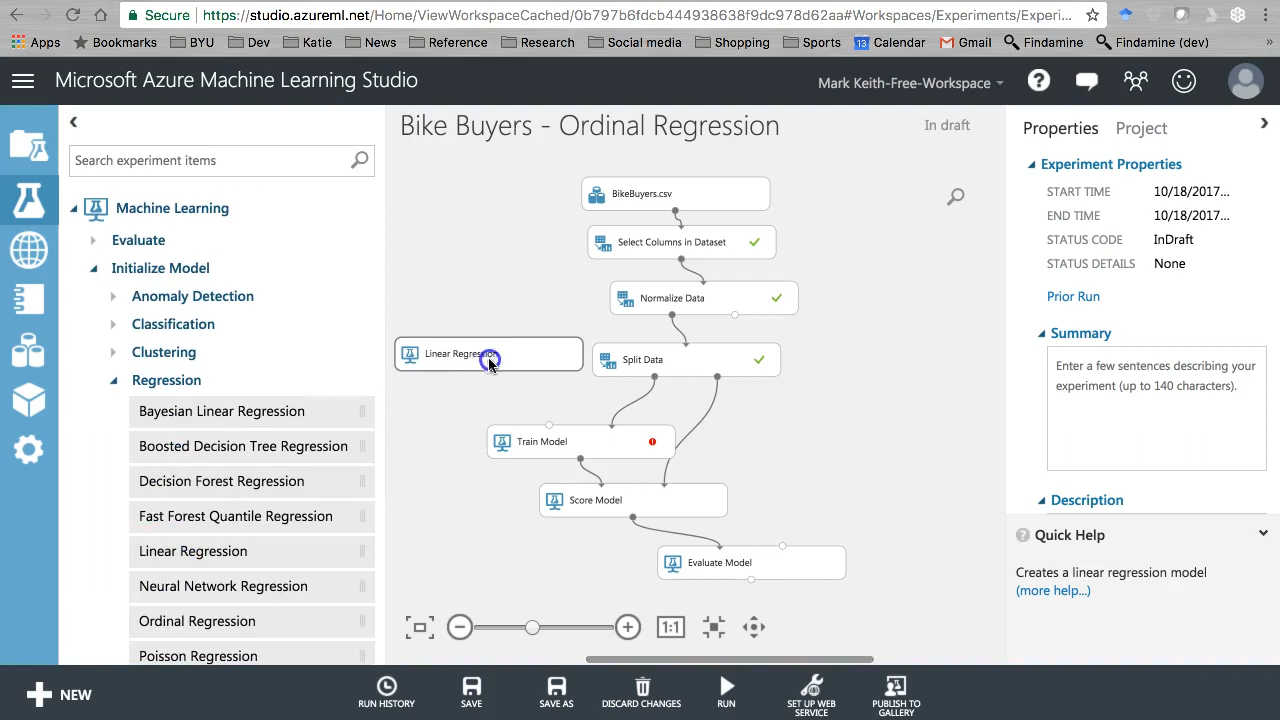 Secure https://studio.azureml.net/Home/ViewWorkspaceCached/0b797b6fdcb444938638f9dc978d62aa#Workspaces/Experiments/Experi...
Apps Bookmarks BYU Dev Katie News Reference Research Social media Shopping Sports 13 Calendar Gmail Findamine Findamine (dev) »
Microsoft Azure Machine Learning Studio
Mark Keith-Free-Workspace
Search experiment items
Machine Learning
Evaluate
Initialize Model
Anomaly Detection
Classification
Clustering
Regression
Bayesian Linear Regression
Boosted Decision Tree Regression
Decision Forest Regression
Fast Forest Quantile Regression
Linear Regression
Neural Network Regression
Ordinal Regression
Poisson Regression
Bike Buyers - Ordinal Regression
In draft
BikeBuyers.csv
Select Columns in Dataset
Normalize Data
Linear Regression
Split Data
Train Model
Score Model
Evaluate Model
1:1
Properties Project
Experiment Properties
START TIME 10/18/2017...
END TIME 10/18/2017...
STATUS CODE InDraft
STATUS DETAILS None
Prior Run
Summary
Enter a few sentences describing your
experiment (up to 140 characters).
Description
Quick Help
Creates a linear regression model
(more help...)
NEW
RUN HISTORY
SAVE
SAVE AS
DISCARD CHANGES
RUN
SET UP WEB
SERVICE
PUBLISH TO
GALLERY